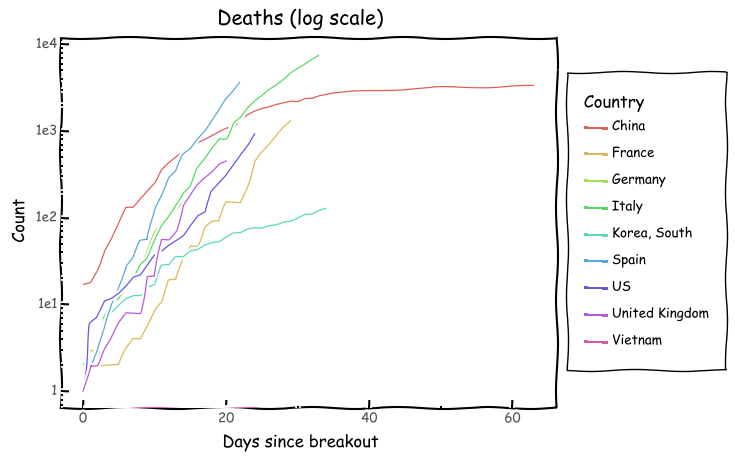 Deaths (log scale)
1e4
1e3
1e2
1e1
1
Count
0 20 40 60
Days since breakout
Country
China
France
Germany
Italy
Korea, South
Spain
US
United Kingdom
Vietnam